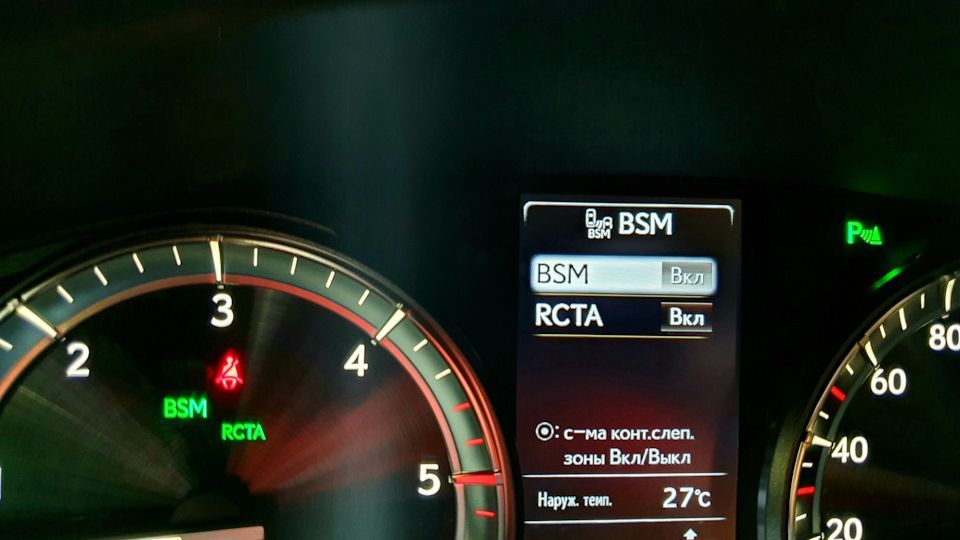 BSM
BSM
BSM Вкл
RCTA Вкл
: с-ма конт.слеп.
зоны Вкл/Выкл
Наруж. темп. 27°C
2
3
4
5
BSM
RCTA
P
80
60
40
20